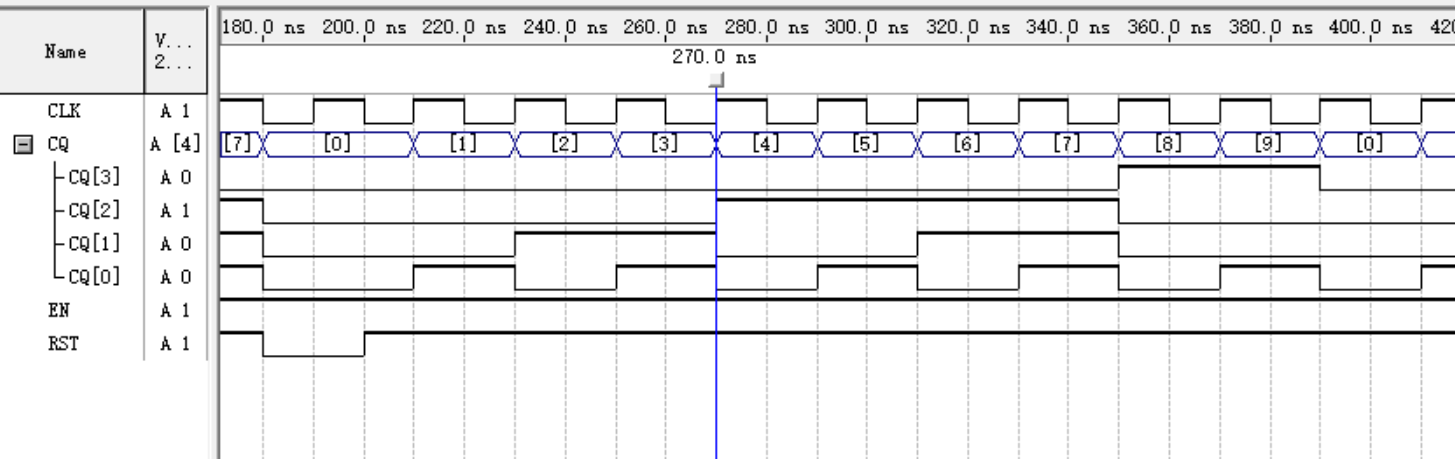 Name V... 2...
180.0 ns 200.0 ns 220.0 ns 240.0 ns 260.0 ns 280.0 ns 300.0 ns 320.0 ns 340.0 ns 360.0 ns 380.0 ns 400.0 ns 420
270.0 ns
CLK A 1
CQ A [4] [7] [0] [1] [2] [3] [4] [5] [6] [7] [8] [9] [0]
CQ[3] A 0
CQ[2] A 1
CQ[1] A 0
CQ[0] A 0
EN A 1
RST A 1